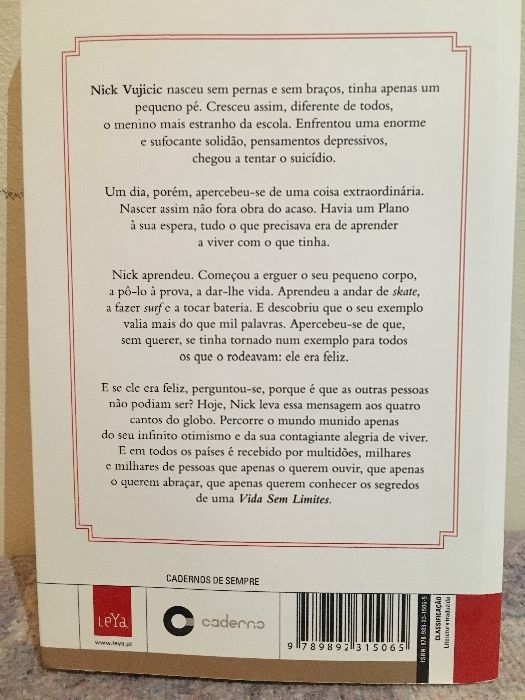 Nick Vujicic nasceu sem pernas e sem braços, tinha apenas um
pequeno pé. Cresceu assim, diferente de todos,
o menino mais estranho da escola. Enfrentou uma enorme
e sufocante solidão, pensamentos depressivos,
chegou a tentar o suicídio.
Um dia, porém, apercebeu-se de uma coisa extraordinária.
Nascer assim não fora obra do acaso. Havia um Plano
à sua espera, tudo o que precisava era de aprender
a viver com o que tinha.
Nick aprendeu. Começou a erguer o seu pequeno corpo,
a pô-lo à prova, a dar-lhe vida. Aprendeu a andar de skate,
a fazer surf e a tocar bateria. E descobriu que o seu exemplo
valia mais do que mil palavras. Apercebeu-se de que,
sem querer, se tinha tornado num exemplo para todos
os que o rodeavam: ele era feliz.
E se ele era feliz, perguntou-se, porque é que as outras pessoas
não podiam ser? Hoje, Nick leva essa mensagem aos quatro
cantos do globo. Percorre o mundo munido apenas
do seu infinito otimismo e da sua contagiante alegria de viver.
E em todos os países é recebido por multidões, milhares
e milhares de pessoas que apenas o querem ouvir, que apenas
o querem abraçar, que apenas querem conhecer os segredos
de uma Vida Sem Limites.
CADERNOS DE SEMPRE
LeYa
www.leya.pt
caderno
9 789892 315065
ISBN: 978-989-23-1506-5
CLASSIFICAÇÃO
Literatura traduzida